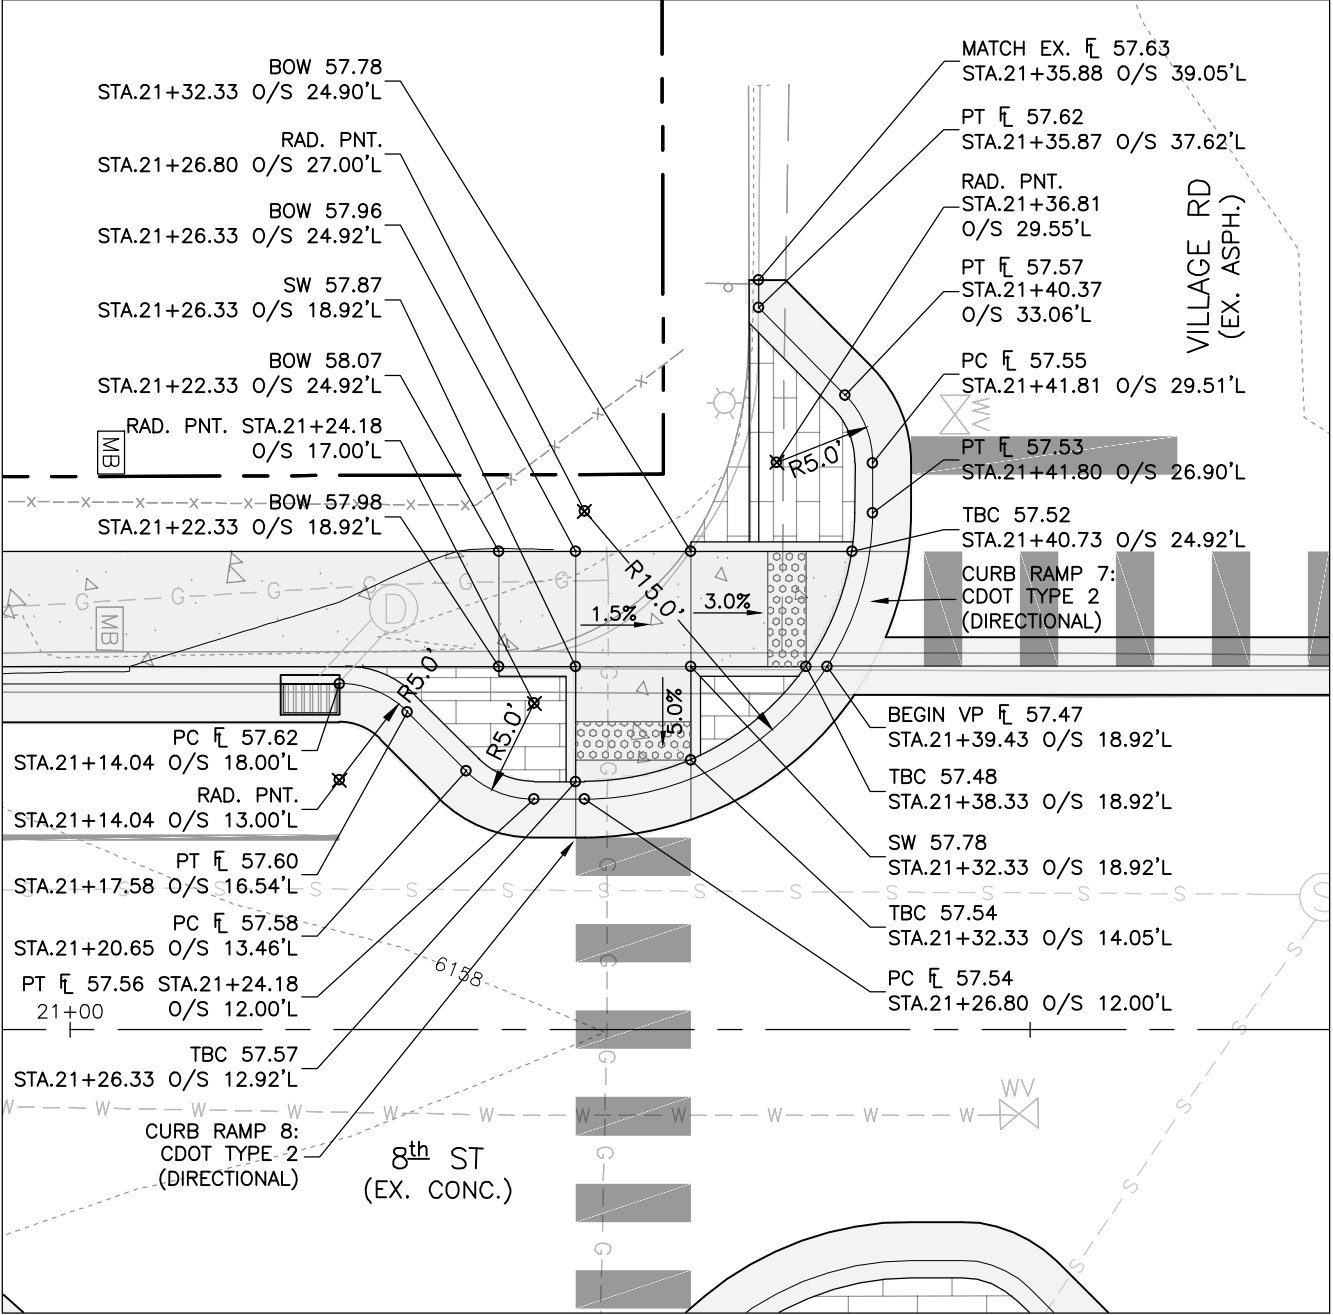 BOW 57.78
STA.21+32.33 O/S 24.90'L
RAD. PNT.
STA.21+26.80 O/S 27.00'L
BOW 57.96
STA.21+26.33 O/S 24.92'L
SW 57.87
STA.21+26.33 O/S 18.92'L
BOW 58.07
STA.21+22.33 O/S 24.92'L
RAD. PNT. STA.21+24.18
O/S 17.00'L
MB
BOW 57.98
STA.21+22.33 O/S 18.92'L
MATCH EX. FL 57.63
STA.21+35.88 O/S 39.05'L
PT FL 57.62
STA.21+35.87 O/S 37.62'L
RAD. PNT.
STA.21+36.81
O/S 29.55'L
PT FL 57.57
STA.21+40.37
O/S 33.06'L
PC FL 57.55
STA.21+41.81 O/S 29.51'L
PT FL 57.53
STA.21+41.80 O/S 26.90'L
TBC 57.52
STA.21+40.73 O/S 24.92'L
CURB RAMP 7:
CDOT TYPE 2
(DIRECTIONAL)
VILLAGE RD
(EX. ASPH.)
WV
R5.0'
R15.0'
1.5%
3.0%
5.0%
R5.0'
R5.0'
MB
D
G G G G G
x x x x x x x x
PC FL 57.62
STA.21+14.04 O/S 18.00'L
RAD. PNT.
STA.21+14.04 O/S 13.00'L
PT FL 57.60
STA.21+17.58 O/S 16.54'L
PC FL 57.58
STA.21+20.65 O/S 13.46'L
PT FL 57.56 STA.21+24.18
O/S 12.00'L
21+00
TBC 57.57
STA.21+26.33 O/S 12.92'L
CURB RAMP 8:
CDOT TYPE 2
(DIRECTIONAL)
BEGIN VP FL 57.47
STA.21+39.43 O/S 18.92'L
TBC 57.48
STA.21+38.33 O/S 18.92'L
SW 57.78
STA.21+32.33 O/S 18.92'L
TBC 57.54
STA.21+32.33 O/S 14.05'L
PC FL 57.54
STA.21+26.80 O/S 12.00'L
6158
S S S S S S S S S S S
S
S S S S S
G G G G G G G G
W W W W W W W W W W W
WV
8th ST
(EX. CONC.)